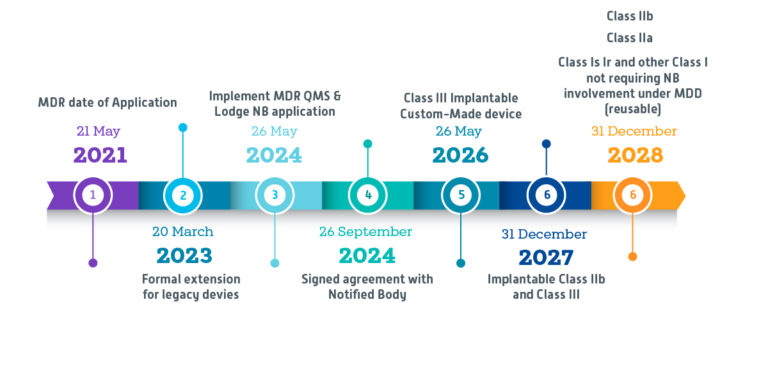 Class IIb
Class IIa
Class Is Ir and other Class I
not requiring NB
involvement under MDD
(reusable)
31 December
2028
MDR date of Application
21 May
2021
Implement MDR QMS &
Lodge NB application
26 May
2024
Class III Implantable
Custom-Made device
26 May
2026
1
2
3
4
5
6
6
20 March
2023
Formal extension
for legacy devies
26 September
2024
Signed agreement with
Notified Body
31 December
2027
Implantable Class IIb
and Class III